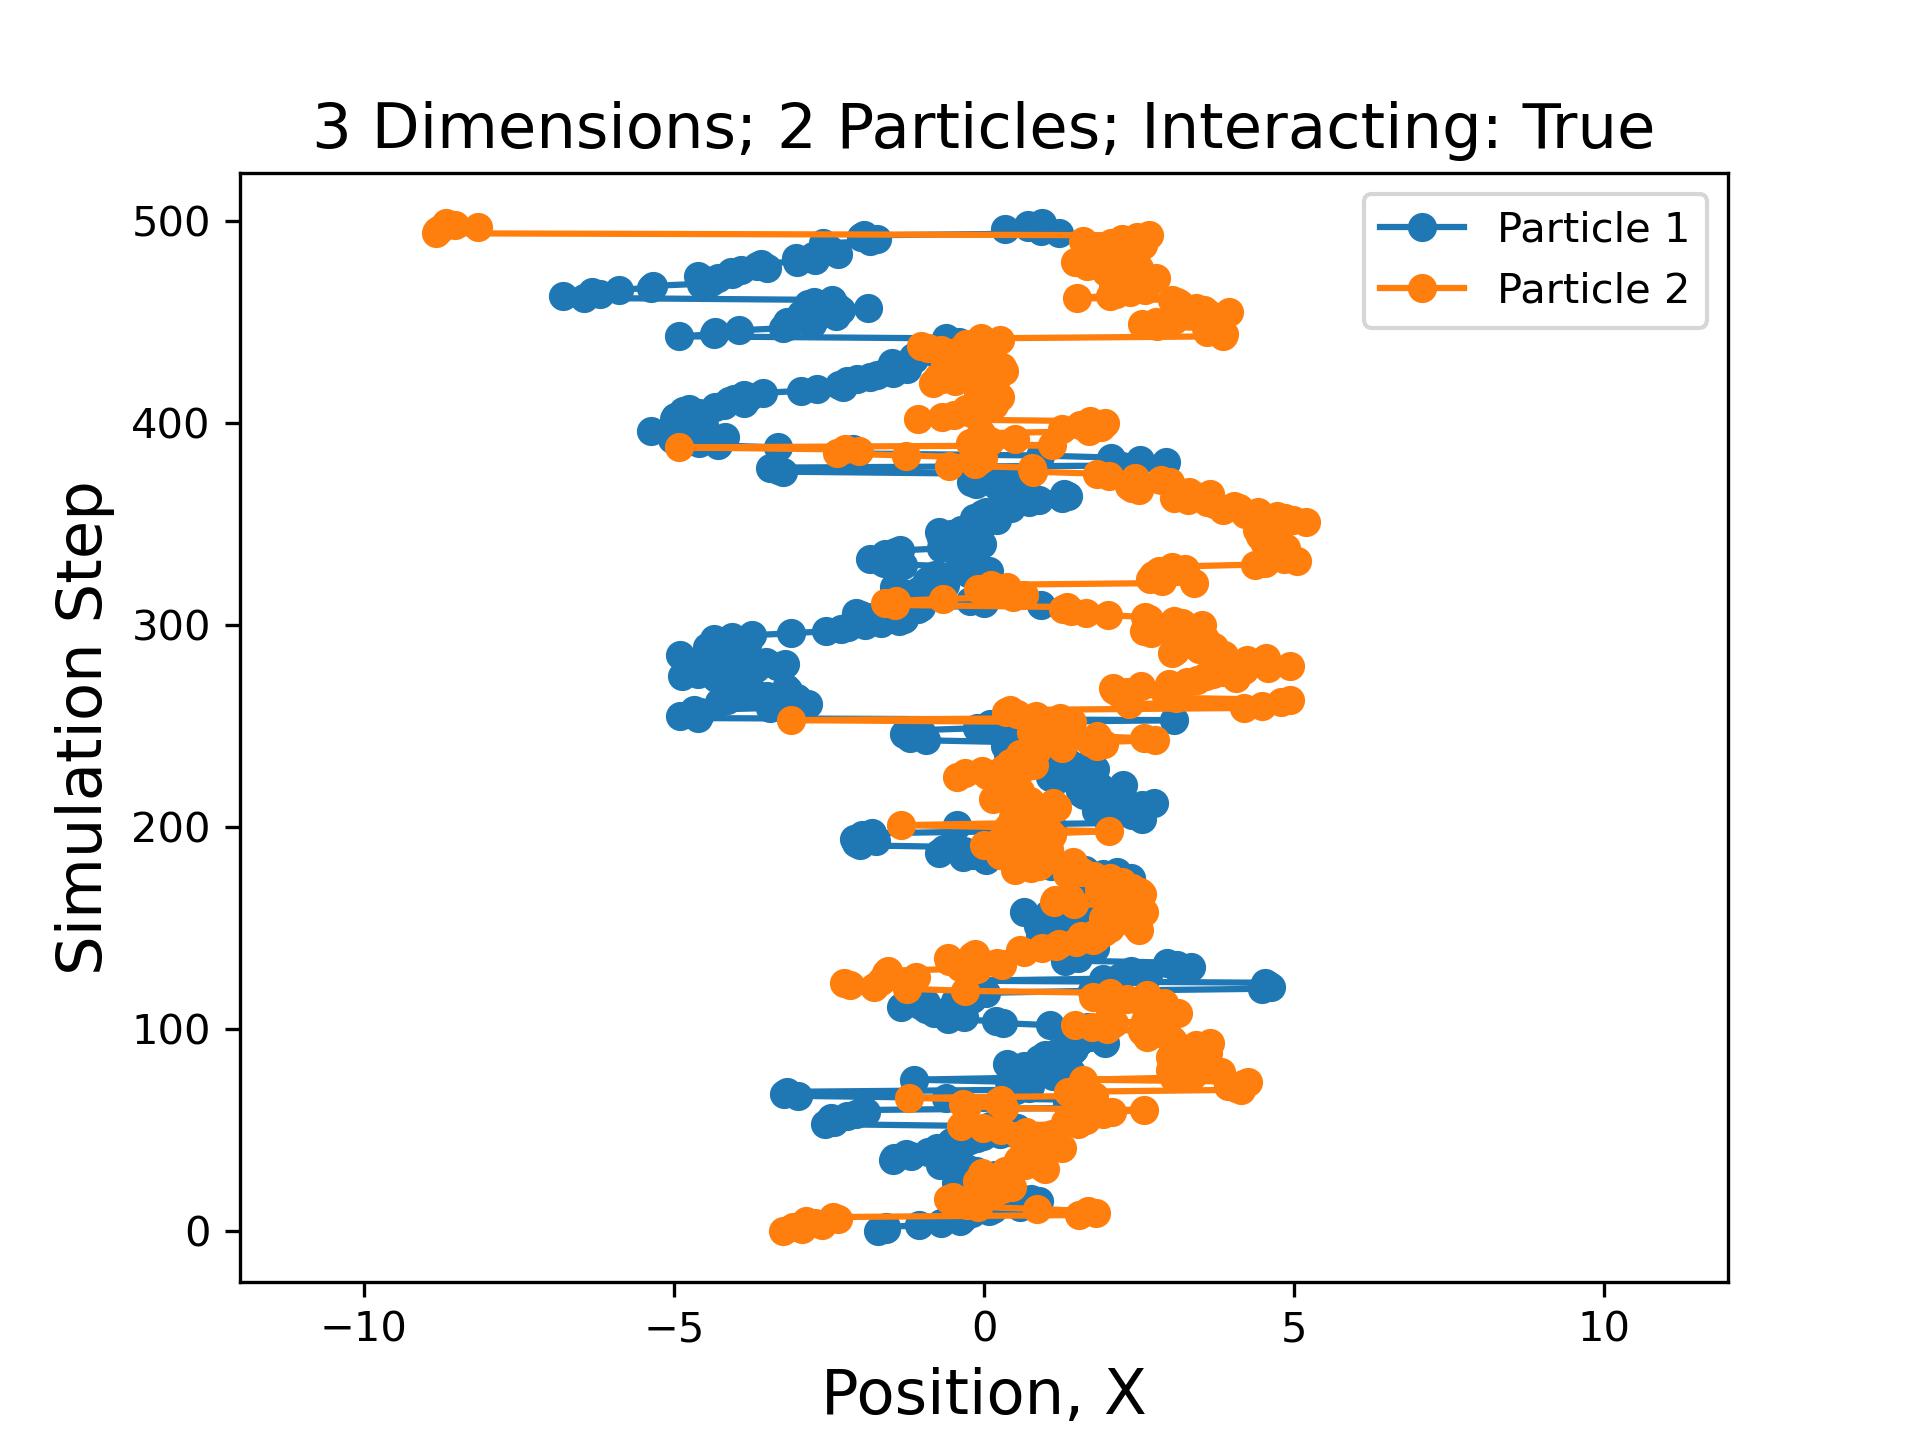 3 Dimensions; 2 Particles; Interacting: True
Particle 1
Particle 2
500
400
300
200
100
0
Simulation Step
−10
−5
0
5
10
Position, X